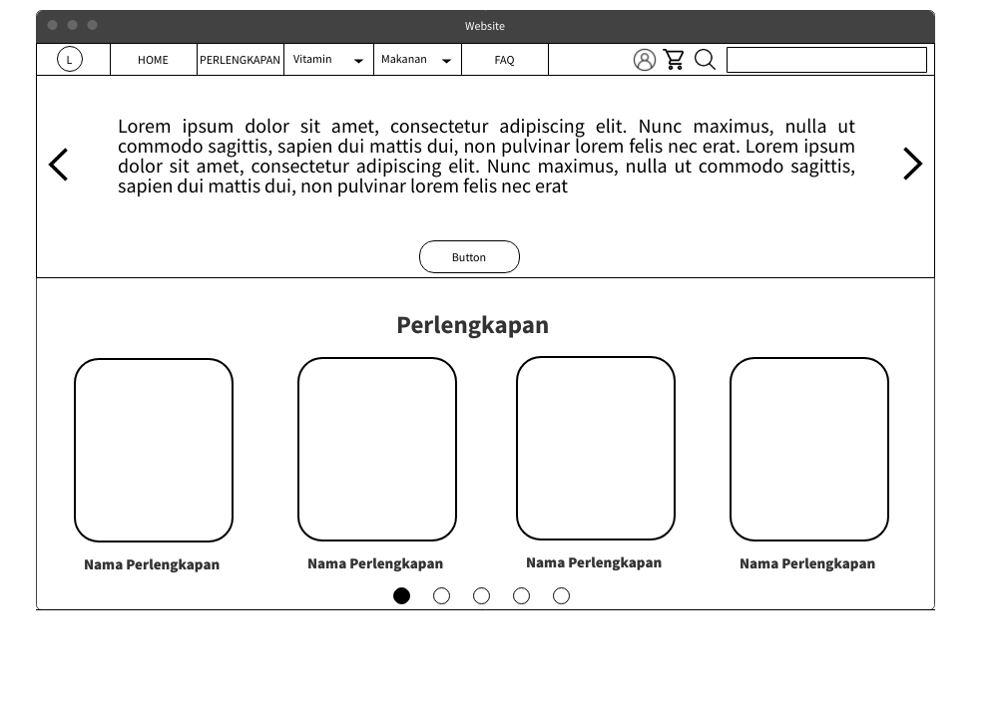 Website
L HOME PERLENGKAPAN Vitamin Makanan FAQ
Lorem ipsum dolor sit amet, consectetur adipiscing elit. Nunc maximus, nulla ut
commodo sagittis, sapien dui mattis dui, non pulvinar lorem felis nec erat. Lorem ipsum
dolor sit amet, consectetur adipiscing elit. Nunc maximus, nulla ut commodo sagittis,
sapien dui mattis dui, non pulvinar lorem felis nec erat
Button
Perlengkapan
Nama Perlengkapan Nama Perlengkapan Nama Perlengkapan Nama Perlengkapan